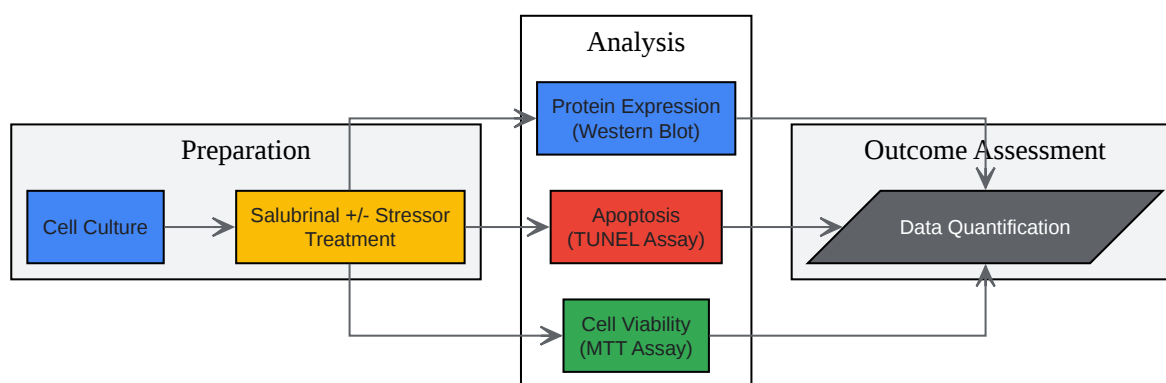 Preparation
Cell Culture
Salubrinal +/- Stressor
Treatment
Analysis
Protein Expression
(Western Blot)
Apoptosis
(TUNEL Assay)
Cell Viability
(MTT Assay)
Outcome Assessment
Data Quantification